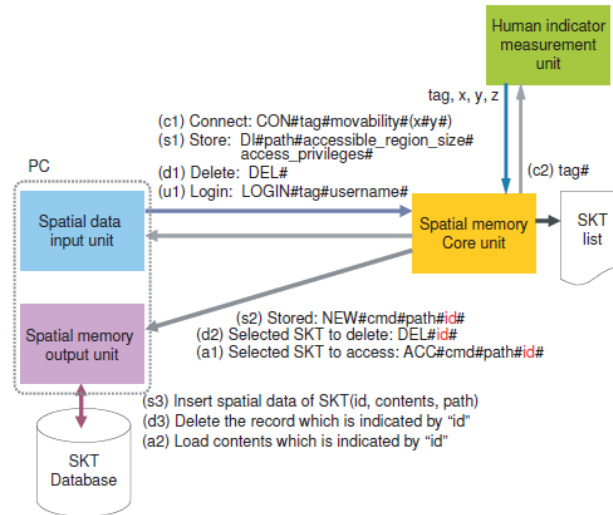 Human indicator
measurement unit
tag, x, y, z
(c1) Connect: CON#tag#movability#(x#y#)
(s1) Store: DI#path#accessible_region_size#
access_privileges#
(d1) Delete: DEL#
(u1) Login: LOGIN#tag#username#
(c2) tag#
PC
Spatial data
input unit
Spatial memory
Core unit
SKT
list
Spatial memory
output unit
(s2) Stored: NEW#cmd#path#id#
(d2) Selected SKT to delete: DEL#id#
(a1) Selected SKT to access: ACC#cmd#path#id#
(s3) Insert spatial data of SKT(id, contents, path)
(d3) Delete the record which is indicated by “id”
(a2) Load contents which is indicated by “id”
SKT
Database